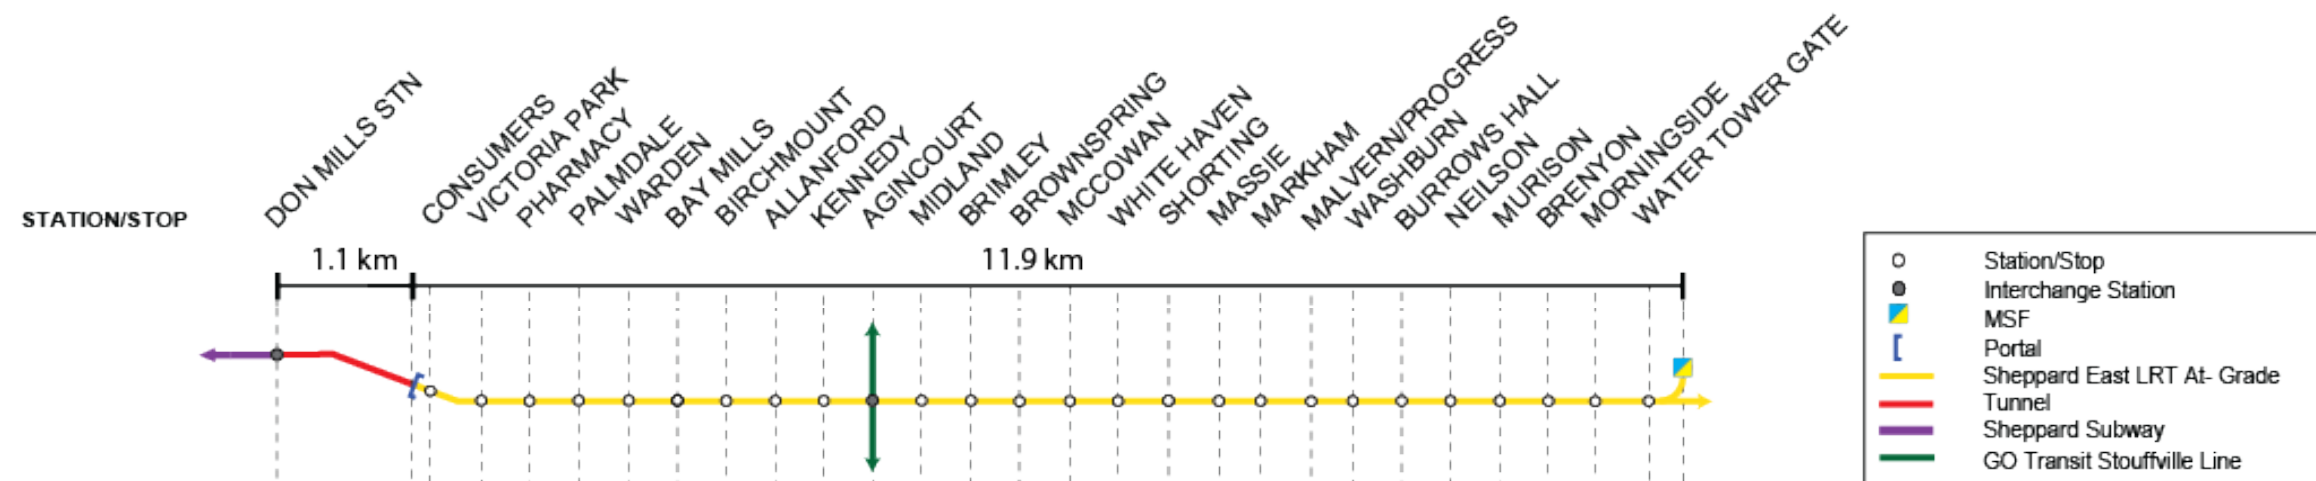 STATION/STOP
DON MILLS STN
CONSUMERS
VICTORIA PARK
PHARMACY
PALMDALE
WARDEN
BAY MILLS
BIRCHMOUNT
ALLANFORD
KENNEDY
AGINCOURT
MIDLAND
BRIMLEY
BROWNSPRING
MCCOWAN
WHITE HAVEN
SHORTING
MASSIE
MARKHAM
MALVERN/PROGRESS
WASHBURN
BURROWS HALL
NEILSON
MURISON
BRENYON
MORNINGSIDE
WATER TOWER GATE
1.1 km
11.9 km
Station/Stop
Interchange Station
MSF
Portal
Sheppard East LRT At- Grade
Tunnel
Sheppard Subway
GO Transit Stouffville Line